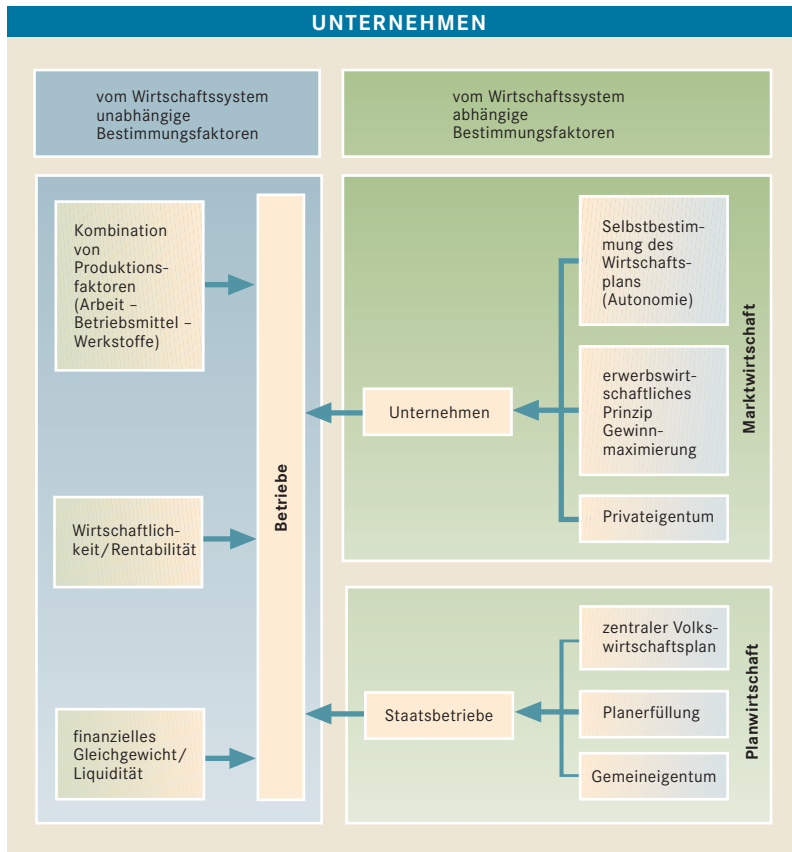 UNTERNEHMEN
vom Wirtschaftssystem
unabhängige
Bestimmungsfaktoren
vom Wirtschaftssystem
abhängige
Bestimmungsfaktoren
Kombination
von
Produktions-
faktoren
(Arbeit –
Betriebsmittel –
Werkstoffe)
Wirtschaftlich-
keit/Rentabilität
finanzielles
Gleichgewicht/
Liquidität
Betriebe
Unternehmen
Selbstbestim-
mung des
Wirtschafts-
plans
(Autonomie)
erwerbswirt-
schaftliches
Prinzip
Gewinn-
maximierung
Privateigentum
Marktwirtschaft
Staatsbetriebe
zentraler Volks-
wirtschaftsplan
Planerfüllung
Gemeineigentum
Planwirtschaft